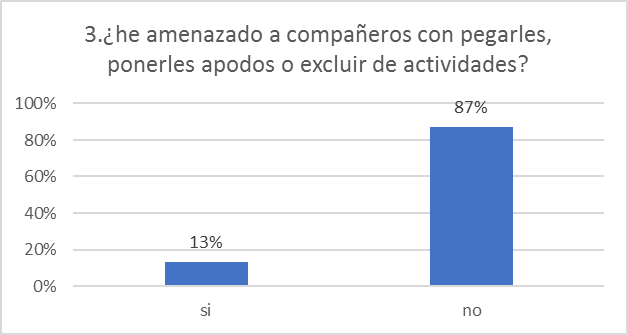 3.¿he amenazado a compañeros con pegarles,
ponerles apodos o excluir de actividades?
100%
80%
60%
40%
20%
0%
13%
87%
si
no